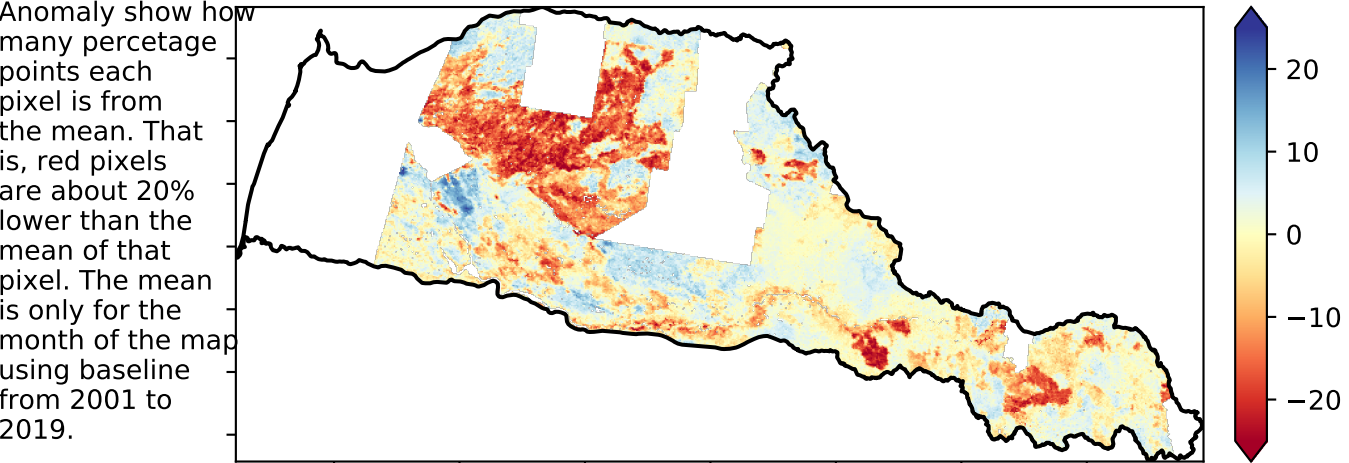 Anomaly show how
many percetage
points each
pixel is from
the mean. That
is, red pixels
are about 20%
lower than the
mean of that
pixel. The mean
is only for the
month of the map
using baseline
from 2001 to
2019.
20
10
0
−10
−20